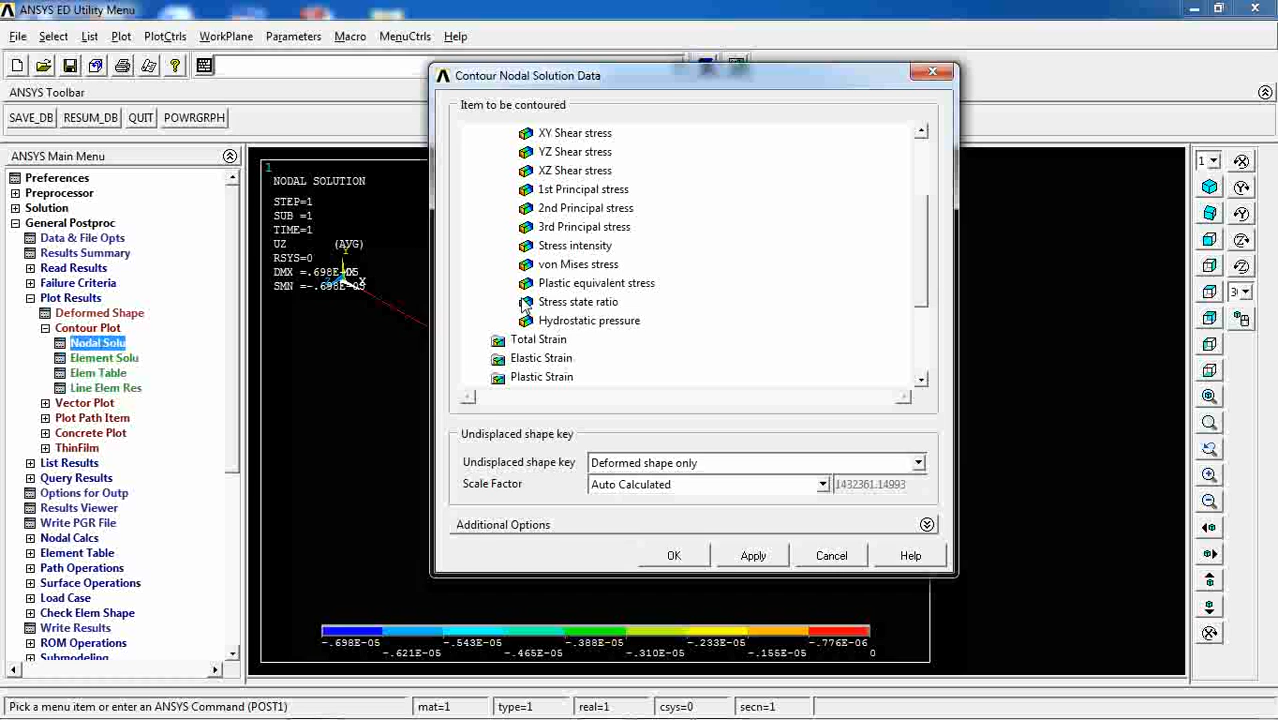 ANSYS ED Utility Menu
File Select List Plot PlotCtrls WorkPlane Parameters Macro MenuCtrls Help
ANSYS Toolbar
SAVE_DB RESUM_DB QUIT POWRGRPH
ANSYS Main Menu
Preferences
Preprocessor
Solution
General Postproc
Data & File Opts
Results Summary
Read Results
Failure Criteria
Plot Results
Deformed Shape
Contour Plot
Nodal Solu
Element Solu
Elem Table
Line Elem Res
Vector Plot
Plot Path Item
Concrete Plot
ThinFilm
List Results
Query Results
Options for Outp
Results Viewer
Write PGR File
Nodal Calcs
Element Table
Path Operations
Surface Operations
Load Case
Check Elem Shape
Write Results
ROM Operations
Submodeling
1
NODAL SOLUTION
STEP=1
SUB =1
TIME=1
UZ (AVG)
RSYS=0
DMX =.698E-05
SMN =-.698E-05
Y
X
Contour Nodal Solution Data
Item to be contoured
XY Shear stress
YZ Shear stress
XZ Shear stress
1st Principal stress
2nd Principal stress
3rd Principal stress
Stress intensity
von Mises stress
Plastic equivalent stress
Stress state ratio
Hydrostatic pressure
Total Strain
Elastic Strain
Plastic Strain
Undisplaced shape key
Undisplaced shape key Deformed shape only
Scale Factor Auto Calculated 1432361.14993
Additional Options
OK Apply Cancel Help
-.698E-05 -.543E-05 -.388E-05 -.233E-05 -.776E-06
-.621E-05 -.465E-05 -.310E-05 -.155E-05 0
1
3
Pick a menu item or enter an ANSYS Command (POST1) mat=1 type=1 real=1 csys=0 secn=1